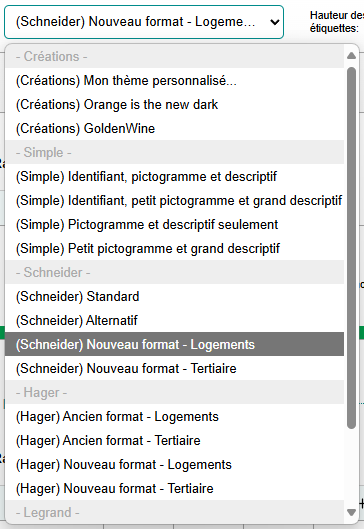 (Schneider) Nouveau format - Logeme...
Hauteur des
étiquettes:
- Créations -
(Créations) Mon thème personnalisé...
(Créations) Orange is the new dark
(Créations) GoldenWine
- Simple -
(Simple) Identifiant, pictogramme et descriptif
(Simple) Identifiant, petit pictogramme et grand descriptif
(Simple) Pictogramme et descriptif seulement
(Simple) Petit pictogramme et grand descriptif
- Schneider -
(Schneider) Standard
(Schneider) Alternatif
(Schneider) Nouveau format - Logements
(Schneider) Nouveau format - Tertiaire
- Hager -
(Hager) Ancien format - Logements
(Hager) Ancien format - Tertiaire
(Hager) Nouveau format - Logements
(Hager) Nouveau format - Tertiaire
- Legrand -